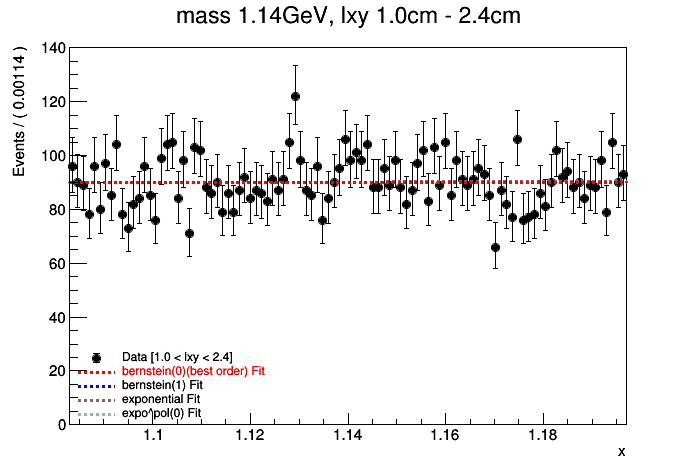 mass 1.14GeV, lxy 1.0cm - 2.4cm
Events / ( 0.00114 )
140
120
100
80
60
40
20
0
Data [1.0 < lxy < 2.4]
bernstein(0)(best order) Fit
bernstein(1) Fit
exponential Fit
expo^pol(0) Fit
1.1 1.12 1.14 1.16 1.18
x